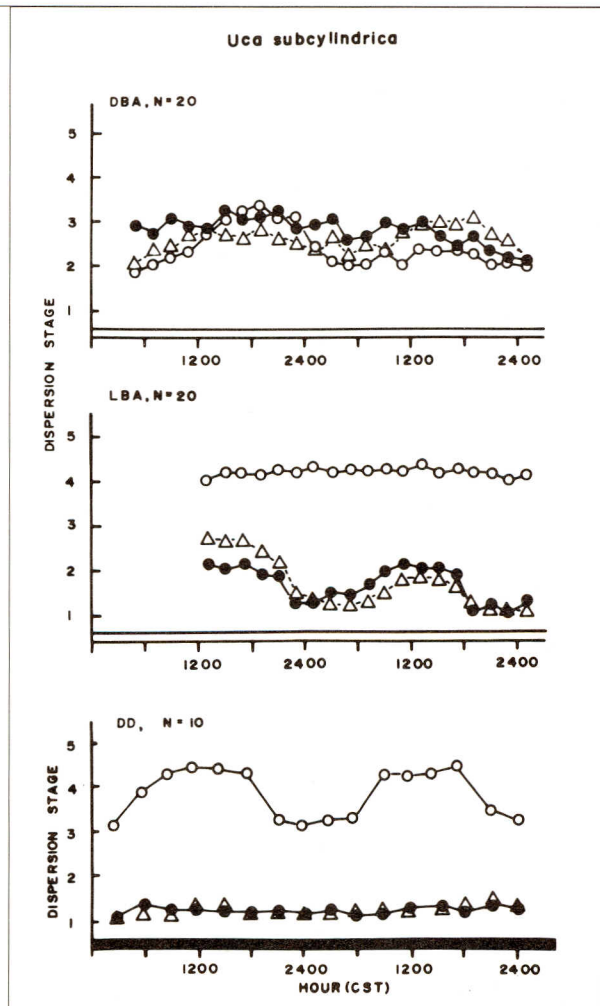 Uca subcylindrica
DBA, N=20
5
4
3
2
1
1200 2400 1200 2400
DISPERSION STAGE
LBA, N=20
5
4
3
2
1
1200 2400 1200 2400
DD, N=10
5
4
3
2
1
DISPERSION STAGE
1200 2400 1200 2400
HOUR(CST)